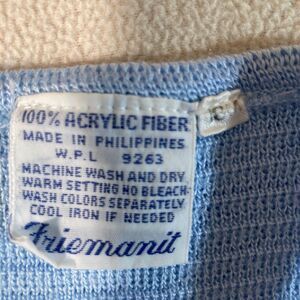 100% ACRYLIC FIBER
MADE IN PHILIPPINES
W.P.L 9263
MACHINE WASH AND DRY
WARM SETTING NO BLEACH
WASH COLORS SEPARATELY
COOL IRON IF NEEDED
Friemanit